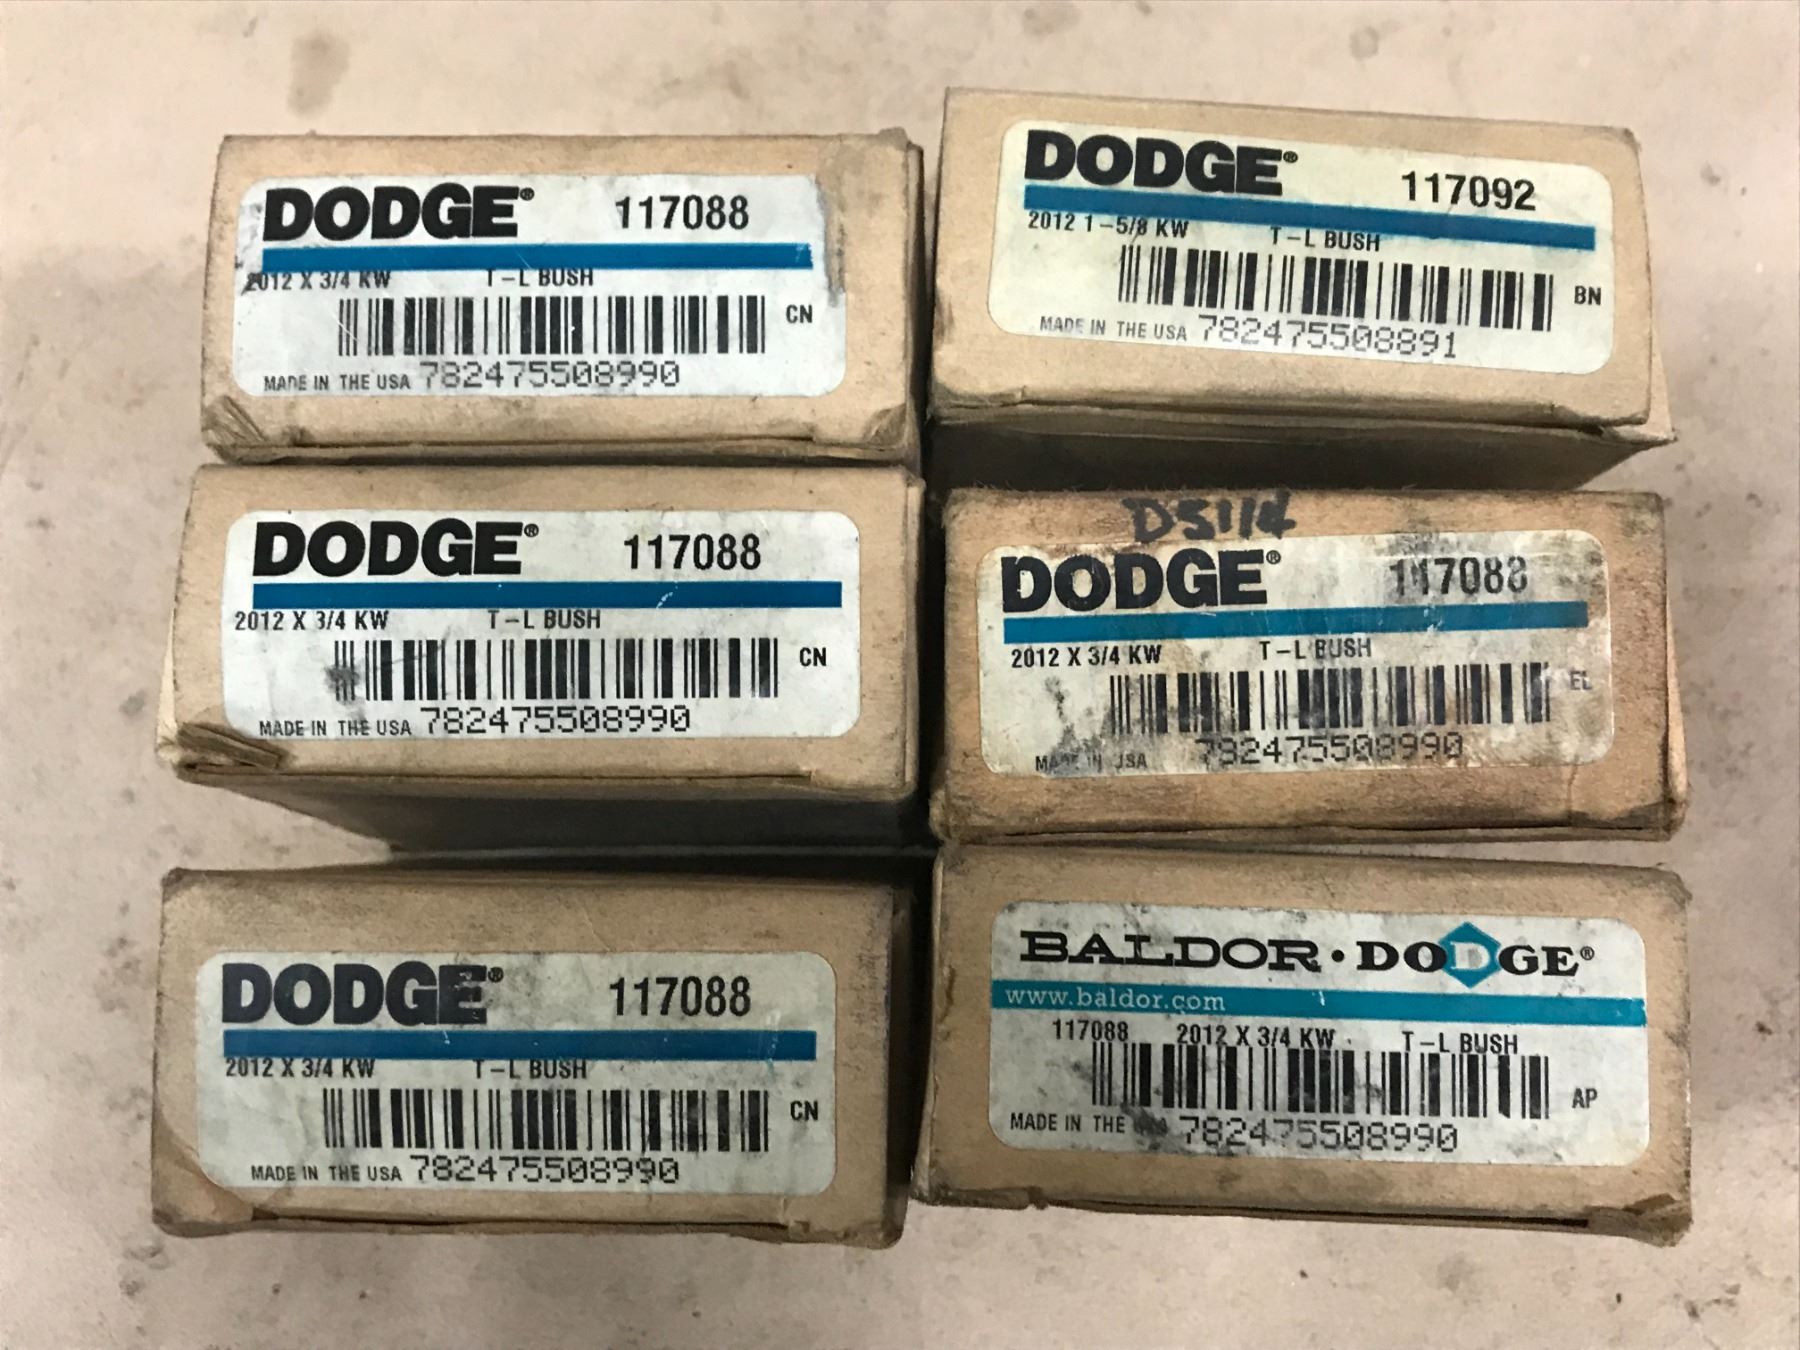 DODGE® 117088
2012 X 3/4 KW T-L BUSH
CN
MADE IN THE USA 782475508990
DODGE® 117092
2012 1-5/8 KW T-L BUSH
BN
MADE IN THE USA 782475508891
DODGE® 117088
2012 X 3/4 KW T-L BUSH
CN
MADE IN THE USA 782475508990
DODGE® 117088
2012 X 3/4 KW T-L BUSH
EL
MADE IN USA 782475508990
DODGE® 117088
2012 X 3/4 KW T-L BUSH
CN
MADE IN THE USA 782475508990
BALDOR·DODGE®
www.baldor.com
117088 2012 X 3/4 KW T-L BUSH
AP
MADE IN THE USA 782475508990